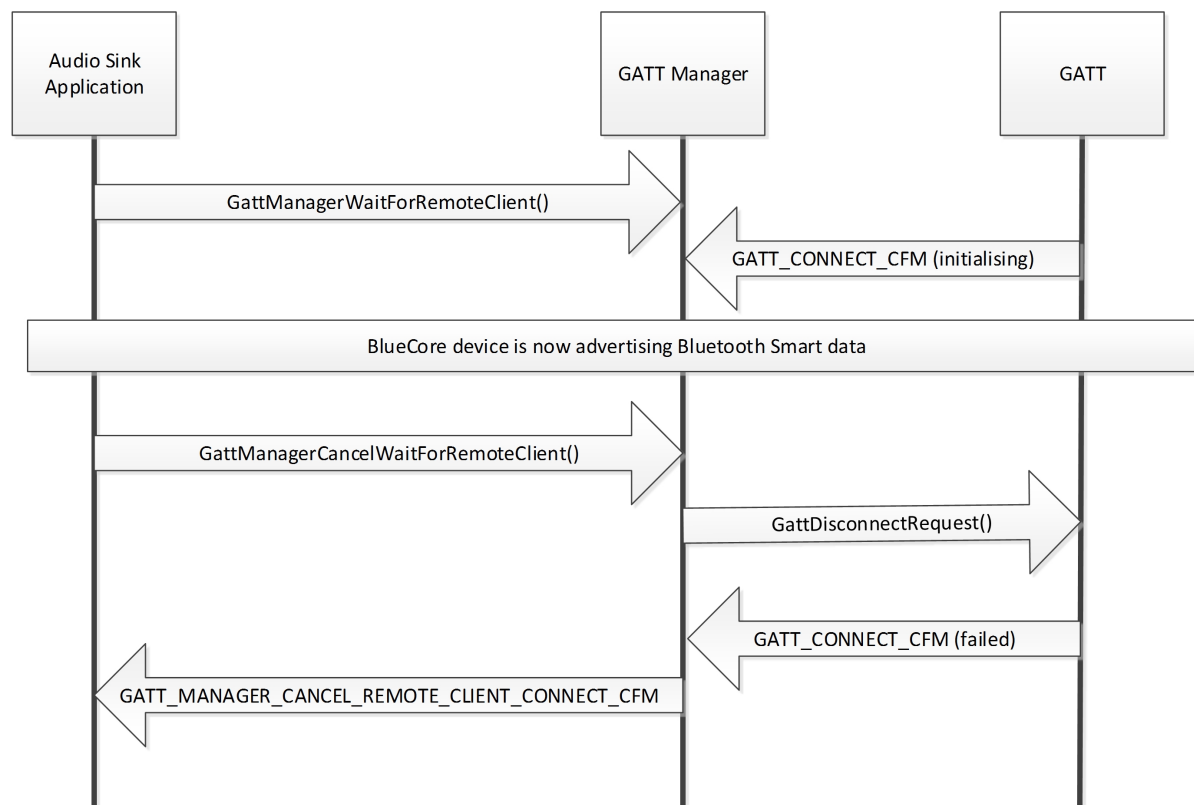 Audio Sink
Application
GATT Manager
GATT
GattManagerWaitForRemoteClient()
GATT_CONNECT_CFM (initialising)
BlueCore device is now advertising Bluetooth Smart data
GattManagerCancelWaitForRemoteClient()
GattDisconnectRequest()
GATT_CONNECT_CFM (failed)
GATT_MANAGER_CANCEL_REMOTE_CLIENT_CONNECT_CFM